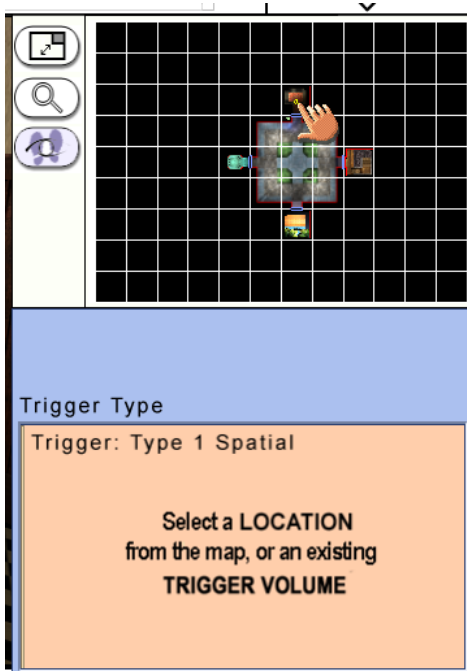 Trigger Type
Trigger: Type 1 Spatial
Select a LOCATION
from the map, or an existing
TRIGGER VOLUME